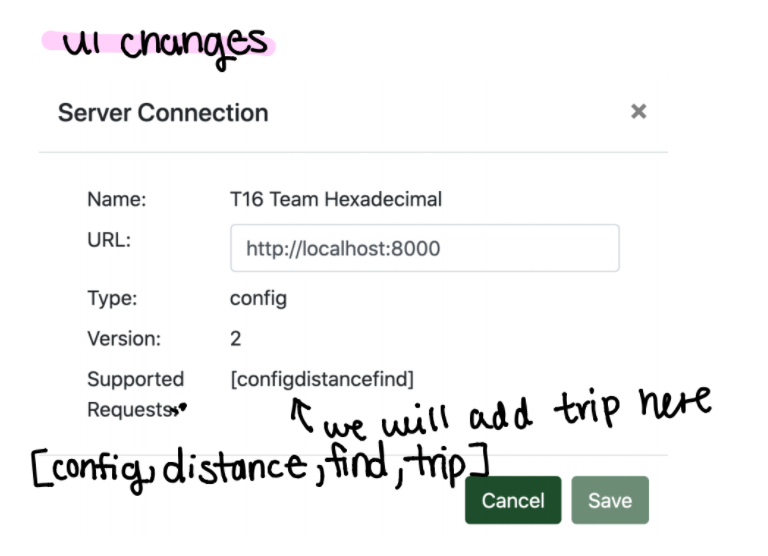 UI changes
Server Connection ×
Name: T16 Team Hexadecimal
URL: http://localhost:8000
Type: config
Version: 2
Supported [configdistancefind]
Requests:
we will add trip here
[config, distance, find, trip]
Cancel Save